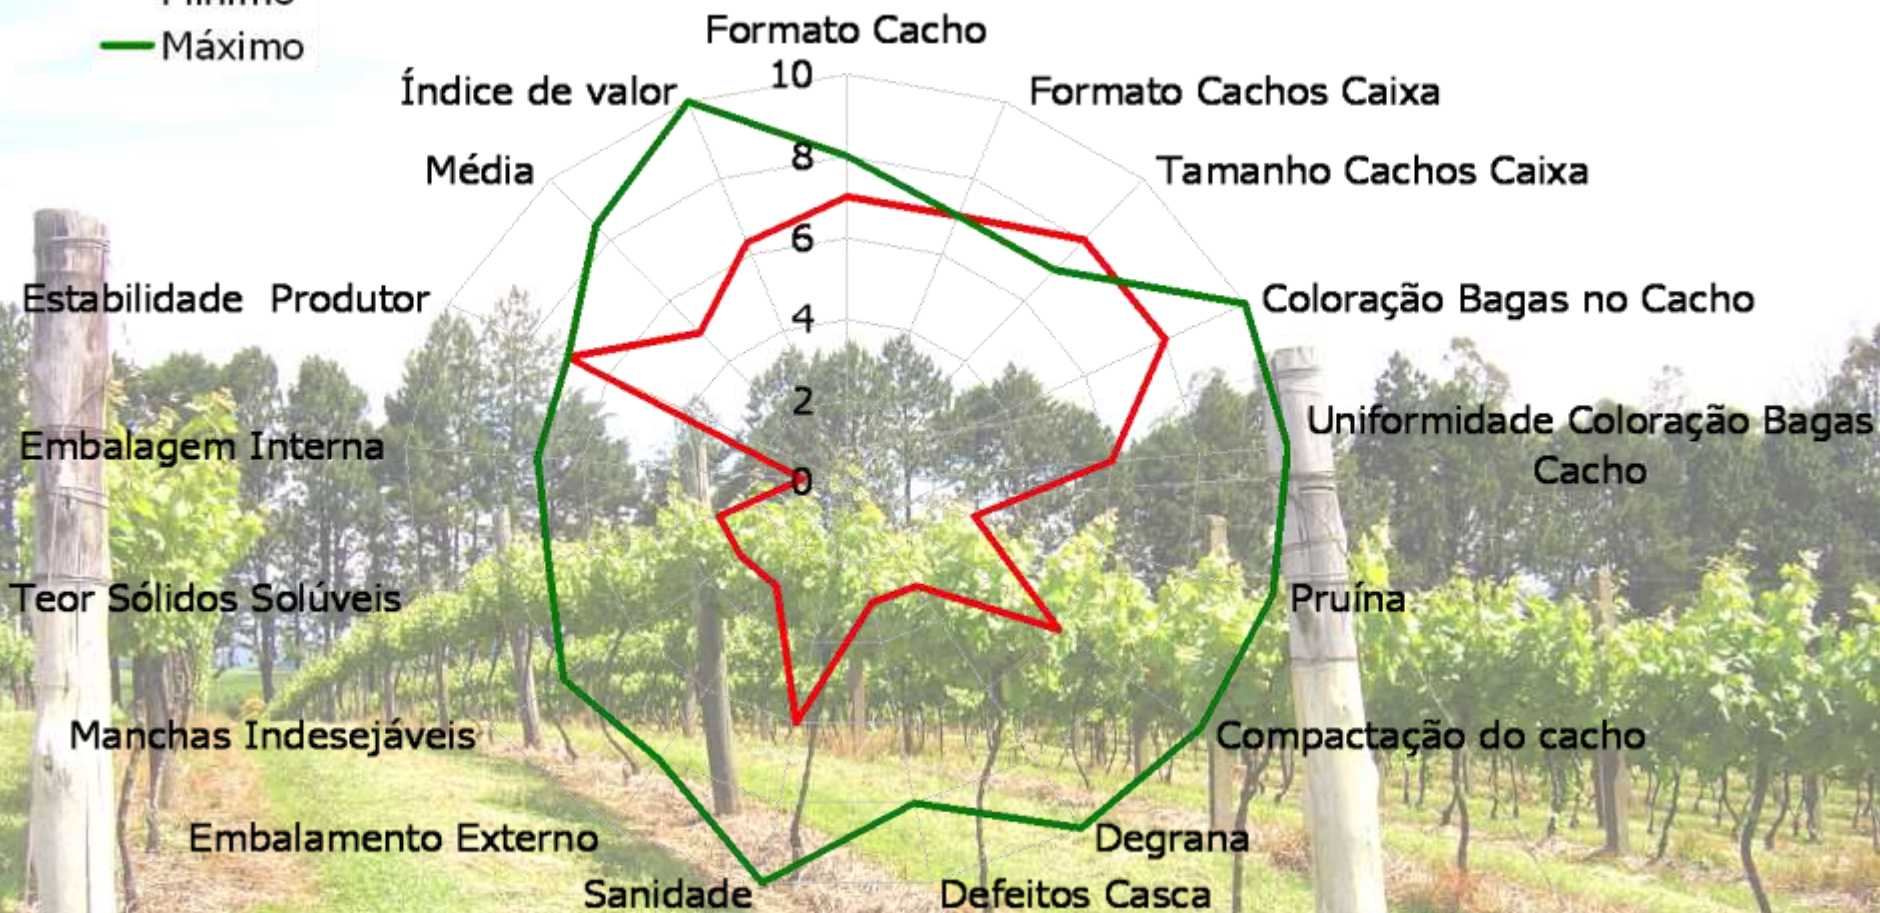 Mínimo
Máximo
Formato Cacho
Formato Cachos Caixa
Tamanho Cachos Caixa
Coloração Bagas no Cacho
Uniformidade Coloração Bagas
Cacho
Pruína
Compactação do cacho
Degrana
Defeitos Casca
Sanidade
Embalamento Externo
Manchas Indesejáveis
Teor Sólidos Solúveis
Embalagem Interna
Estabilidade  Produtor
Média
Índice de valor
10
8
6
4
2
0